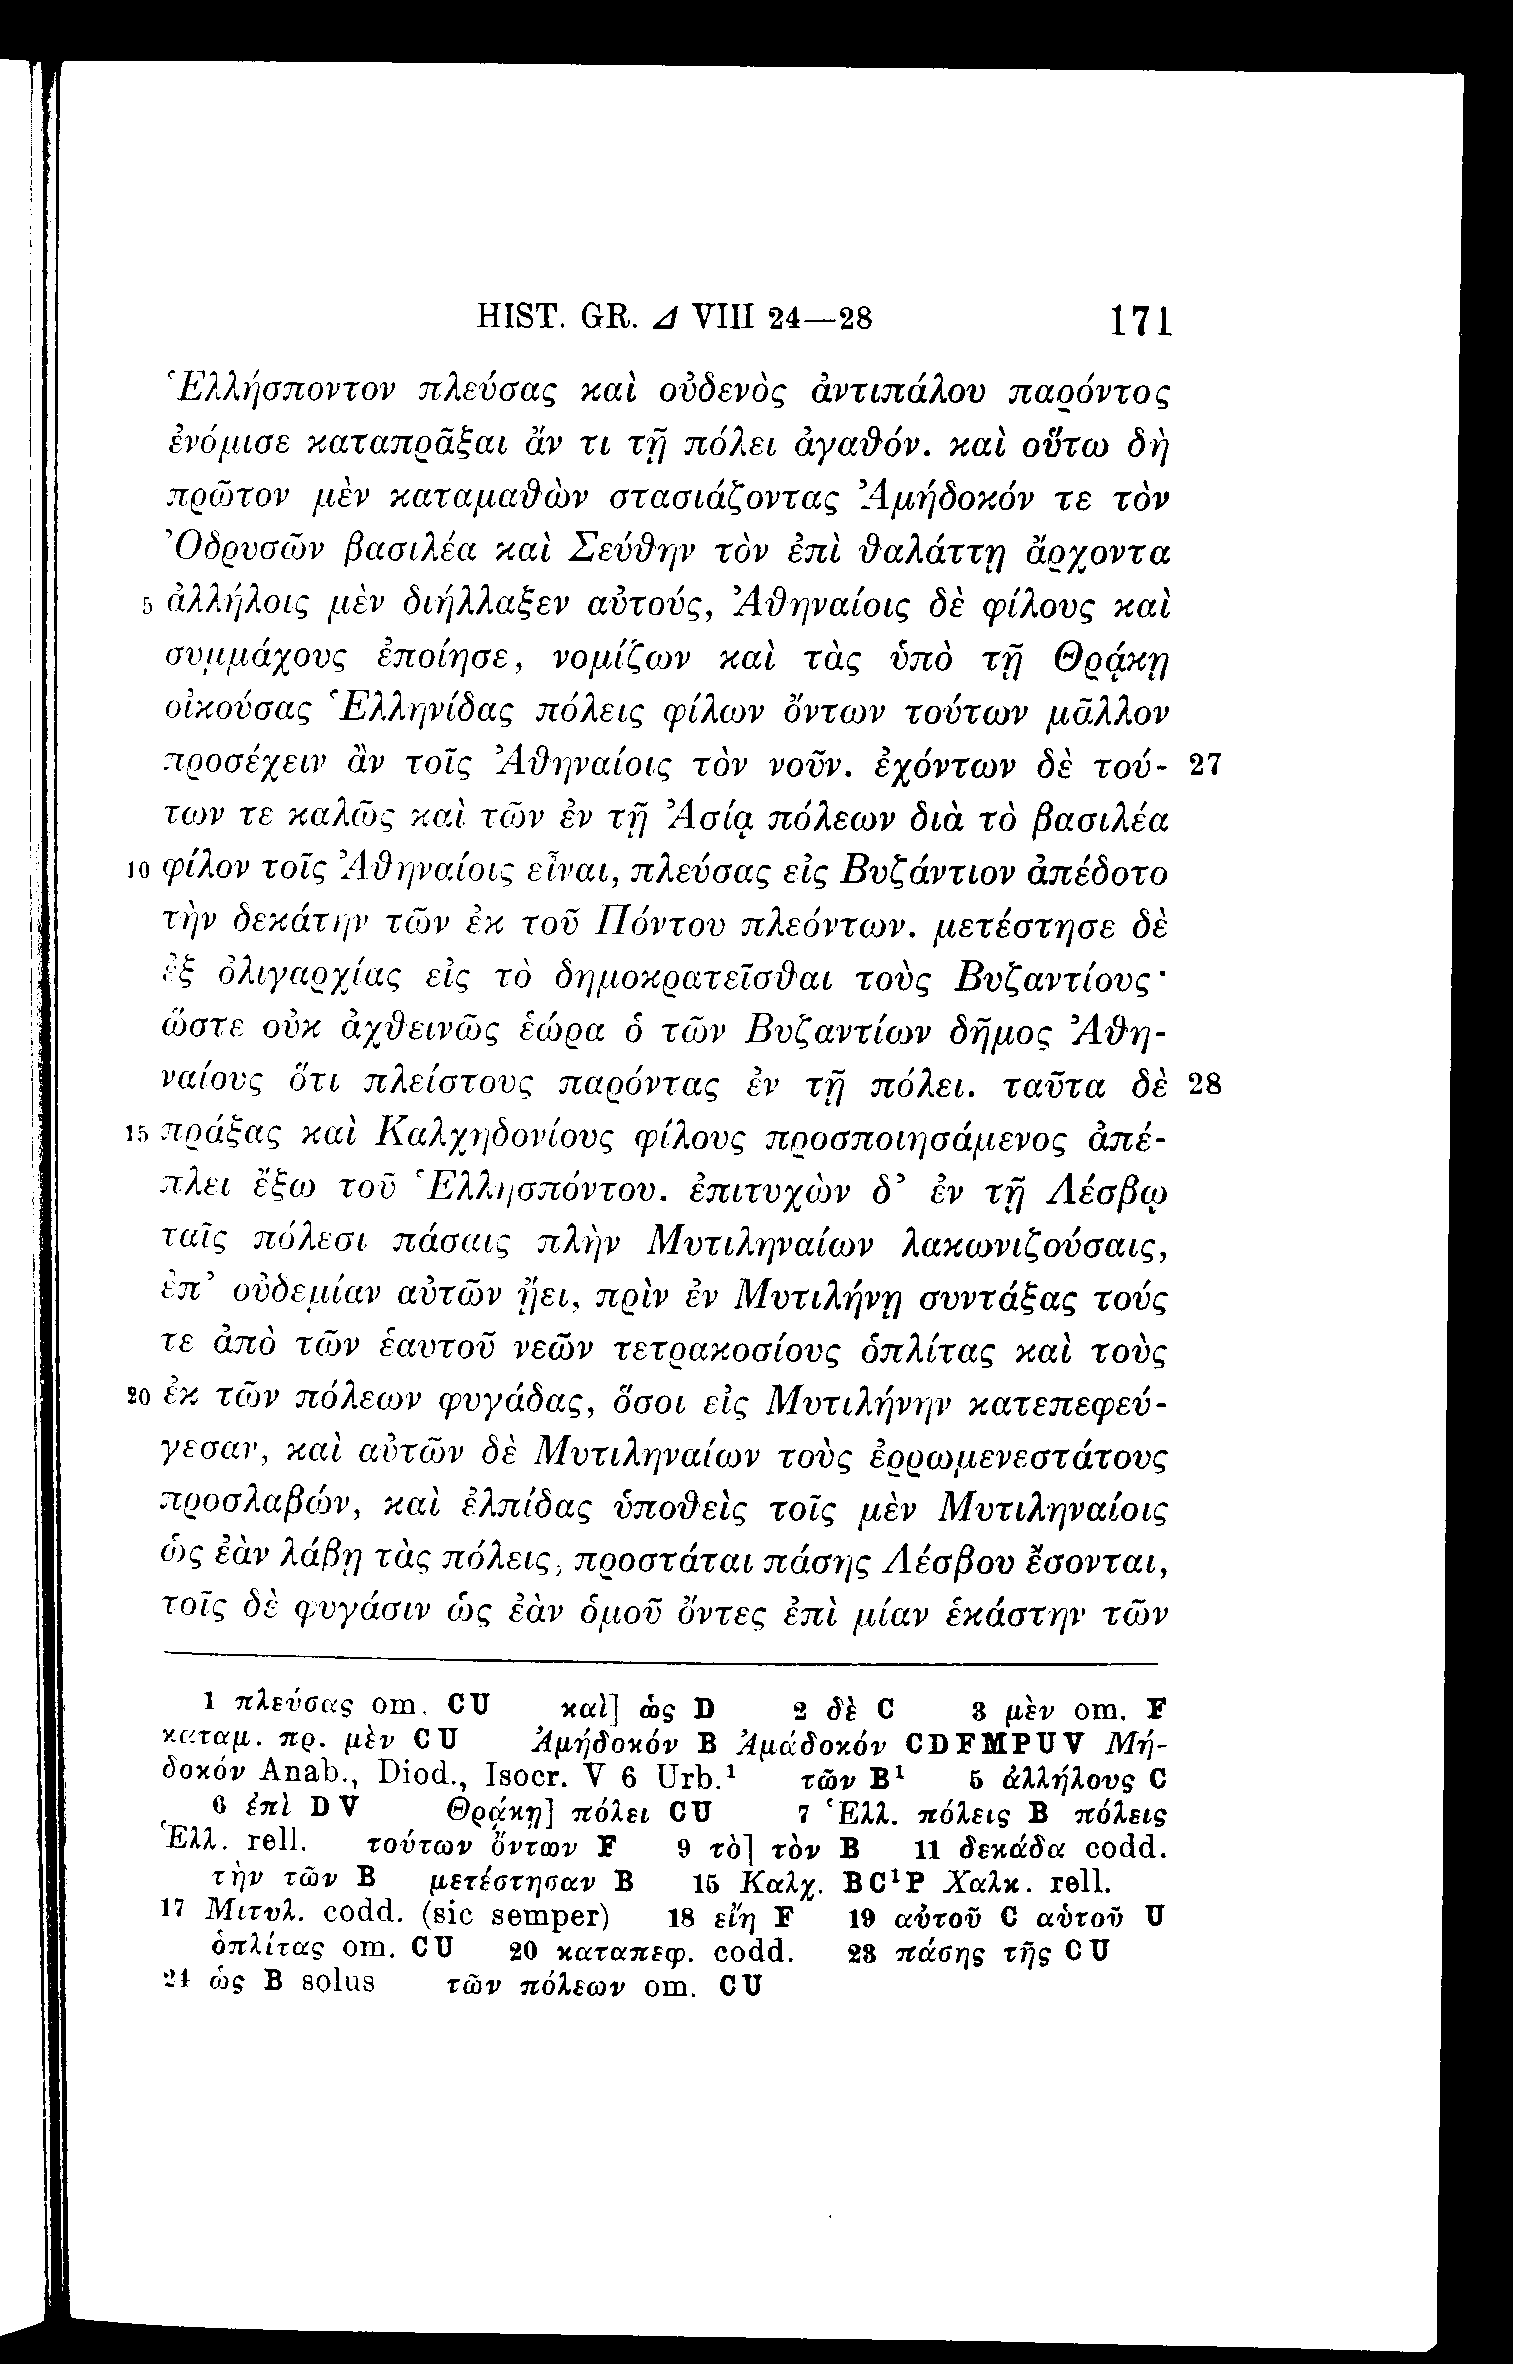 HIST. GR. Δ VIII 24—28 171
Ἑλλήσποντον πλεύσας καὶ οὐδενὸς ἀντιπάλου παρόντος
ἐνόμισε καταπρᾶξαι ἄν τι τῇ πόλει ἀγαθόν. καὶ οὕτω δὴ
πρῶτον μὲν καταμαθὼν στασιάζοντας Ἀμήδοκόν τε τὸν
Ὀδρυσῶν βασιλέα καὶ Σεύθην τὸν ἐπὶ θαλάττῃ ἄρχοντα
5 ἀλλήλοις μὲν διήλλαξεν αὐτούς, Ἀθηναίοις δὲ φίλους καὶ
συμμάχους ἐποίησε, νομίζων καὶ τὰς ὑπὸ τῇ Θρᾴκῃ
οἰκούσας Ἑλληνίδας πόλεις φίλων ὄντων τούτων μᾶλλον
προσέχειν ἂν τοῖς Ἀθηναίοις τὸν νοῦν. ἐχόντων δὲ τού- 27
των τε καλῶς καὶ τῶν ἐν τῇ Ἀσίᾳ πόλεων διὰ τὸ βασιλέα
10 φίλον τοῖς Ἀθηναίοις εἶναι, πλεύσας εἰς Βυζάντιον ἀπέδοτο
τὴν δεκάτην τῶν ἐκ τοῦ Πόντου πλεόντων. μετέστησε δὲ
ἐξ ὀλιγαρχίας εἰς τὸ δημοκρατεῖσθαι τοὺς Βυζαντίους·
ὥστε οὐκ ἀχθεινῶς ἑώρα ὁ τῶν Βυζαντίων δῆμος Ἀθη-
ναίους ὅτι πλείστους παρόντας ἐν τῇ πόλει. ταῦτα δὲ 28
15 πράξας καὶ Καλχηδονίους φίλους προσποιησάμενος ἀπέ-
πλει ἔξω τοῦ Ἑλλησπόντου. ἐπιτυχὼν δ’ ἐν τῇ Λέσβῳ
ταῖς πόλεσι πάσαις πλὴν Μυτιληναίων λακωνιζούσαις,
ἐπ’ οὐδεμίαν αὐτῶν ᾔει, πρὶν ἐν Μυτιλήνῃ συντάξας τούς
τε ἀπὸ τῶν ἑαυτοῦ νεῶν τετρακοσίους ὁπλίτας καὶ τοὺς
20 ἐκ τῶν πόλεων φυγάδας, ὅσοι εἰς Μυτιλήνην κατεπεφεύ-
γεσαν, καὶ αὐτῶν δὲ Μυτιληναίων τοὺς ἐρρωμενεστάτους
προσλαβών, καὶ ἐλπίδας ὑποθεὶς τοῖς μὲν Μυτιληναίοις
ὡς ἐὰν λάβῃ τὰς πόλεις, προστάται πάσης Λέσβου ἔσονται,
τοῖς δὲ φυγάσιν ὡς ἐὰν ὁμοῦ ὄντες ἐπὶ μίαν ἑκάστην τῶν
1 πλεύσας om. CU καὶ] ὡς D 2 δὲ C 3 μὲν om. F
καταμ. πρ. μὲν CU Ἀμήδοκόν B Ἀμάδοκόν CDFMPUV Μή-
δοκόν Anab., Diod., Isocr. V 6 Urb.¹ τῶν B¹ 5 ἀλλήλους C
6 ἐπὶ DV Θρᾴκῃ] πόλει CU 7 Ἑλλ. πόλεις B πόλεις
Ἑλλ. rell. τούτων ὄντων F 9 τὸ] τὸν B 11 δεκάδα codd.
τὴν τῶν B μετέστησαν B 15 Καλχ. BC¹P Χαλκ. rell.
17 Μιτυλ. codd. (sic semper) 18 εἴη F 19 αὐτοῦ C αὑτοῦ U
ὁπλίτας om. CU 20 καταπεφ. codd. 23 πάσης τῆς CU
24 ὡς B solus τῶν πόλεων om. CU